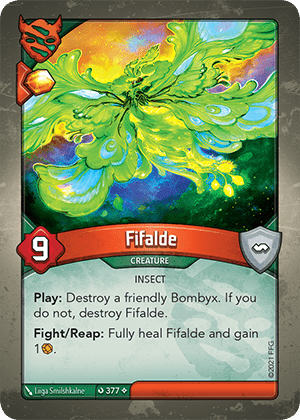 Fifalde
9
CREATURE
INSECT
Play: Destroy a friendly Bombyx. If you
do not, destroy Fifalde.
Fight/Reap: Fully heal Fifalde and gain
1.
Liiga Smilshkalne
377
©2021 FFG